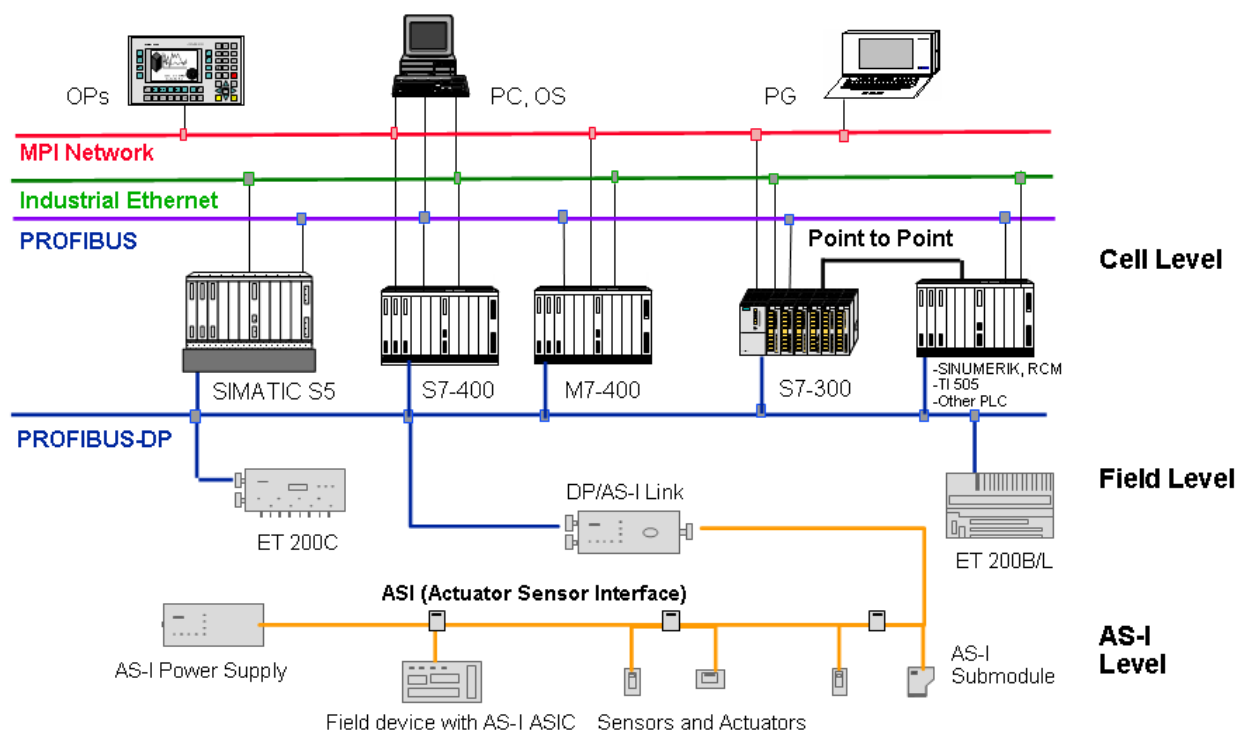 OPs
PC, OS
PG
MPI Network
Industrial Ethernet
PROFIBUS
Point to Point
Cell Level
SIMATIC S5
S7-400
M7-400
S7-300
-SINUMERIK, RCM
-TI 505
-Other PLC
PROFIBUS-DP
Field Level
DP/AS-I Link
ET 200C
ET 200B/L
ASI (Actuator Sensor Interface)
AS-I Power Supply
AS-I
Submodule
AS-I
Level
Field device with AS-I ASIC
Sensors and Actuators